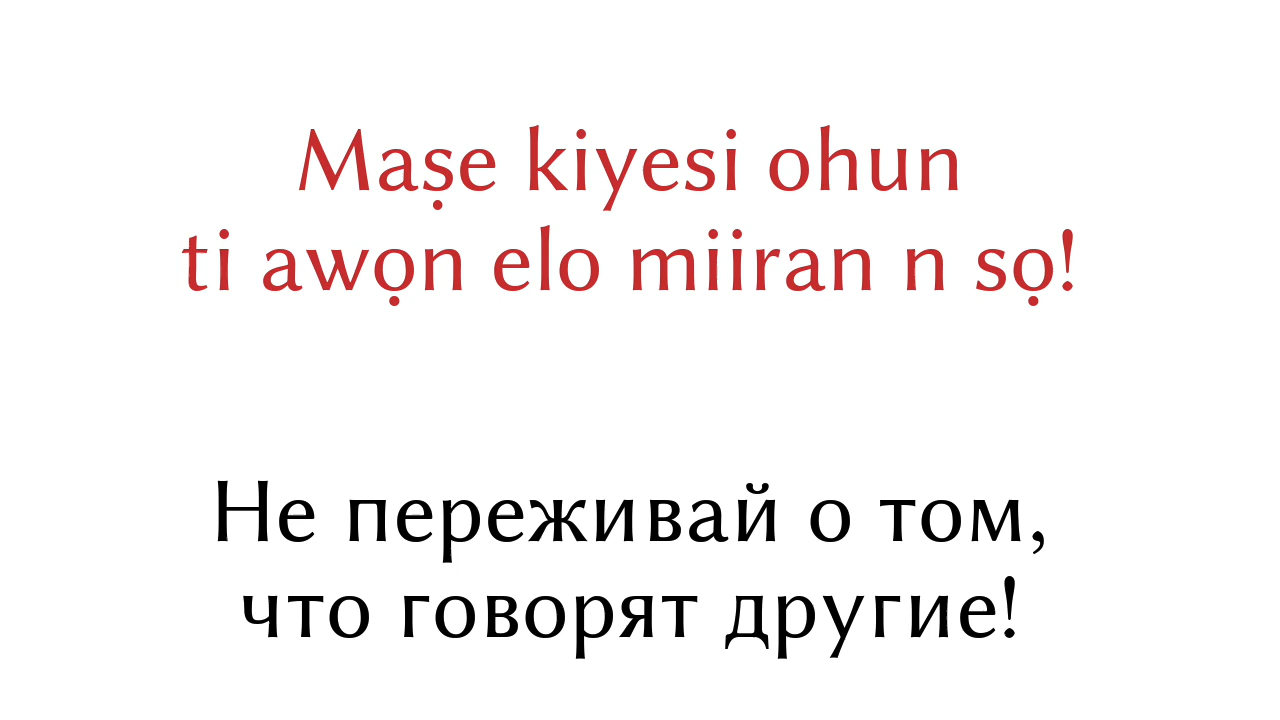 Maṣe kiyesi ohun
ti awọn elo miiran n sọ!
Не переживай о том,
что говорят другие!